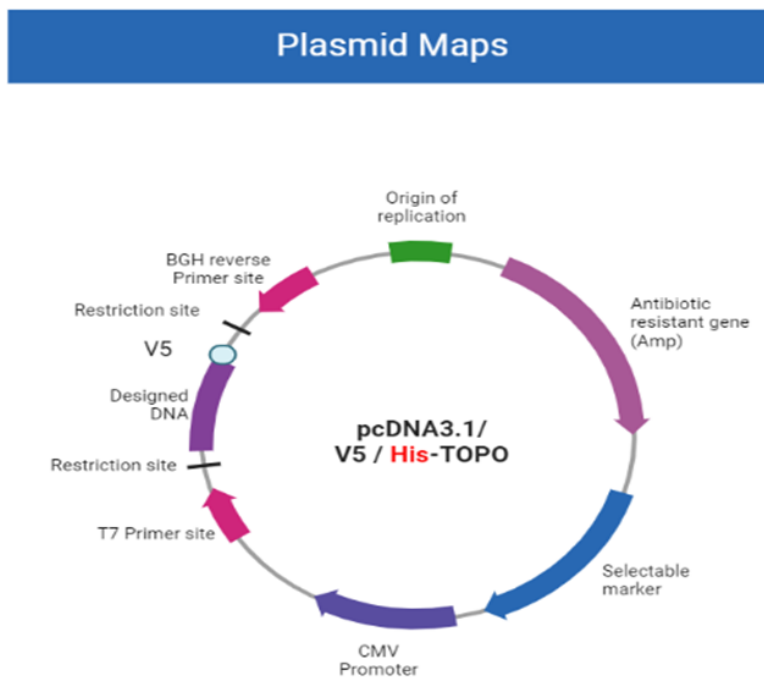 Plasmid Maps
Origin of
replication
BGH reverse
Primer site
Restriction site
V5
Designed
DNA
Restriction site
T7 Primer site
CMV
Promoter
Selectable
marker
Antibiotic
resistant gene
(Amp)
pcDNA3.1/
V5 / His-TOPO